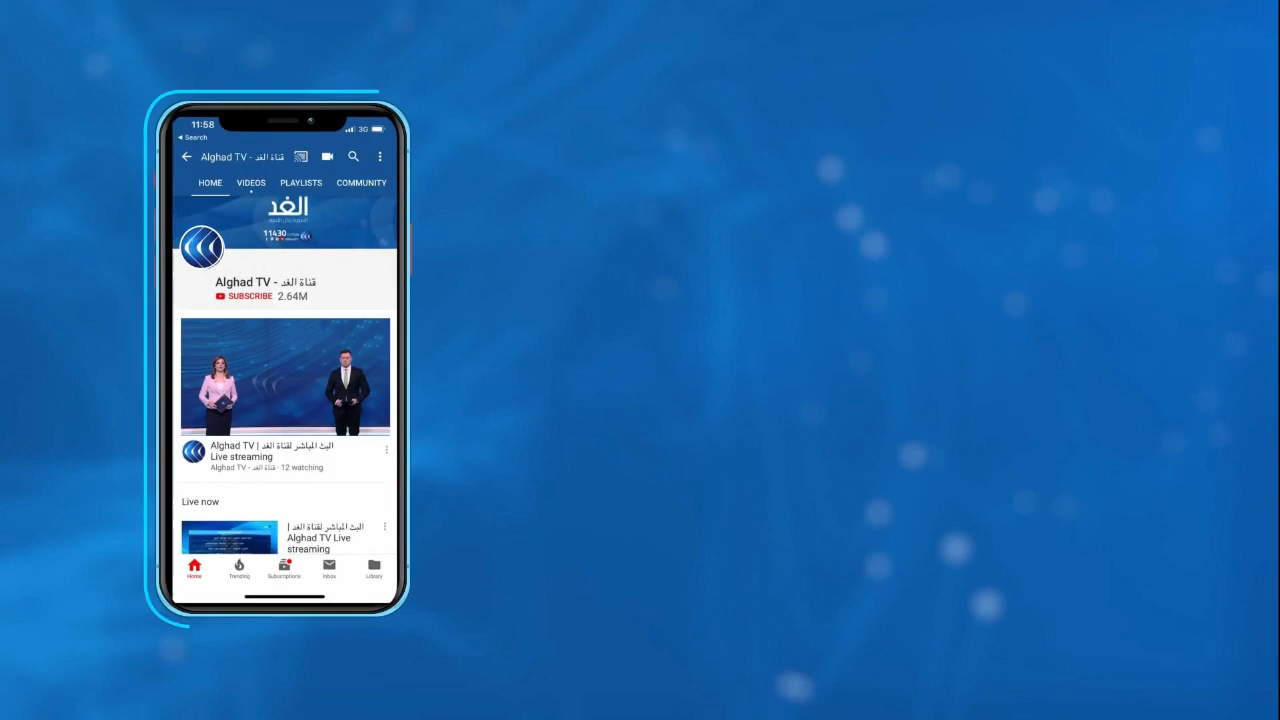 11:58
3G
Search
Alghad TV - قناة الغد
HOME VIDEOS PLAYLISTS COMMUNITY
الغد
11430
Alghad TV - قناة الغد
SUBSCRIBE 2.64M
البث المباشر لقناة الغد | Alghad TV
Live streaming
Alghad TV - قناة الغد · 12 watching
Live now
البث المباشر لقناة الغد |
Alghad TV Live
streaming
Home Trending Subscriptions Inbox Library